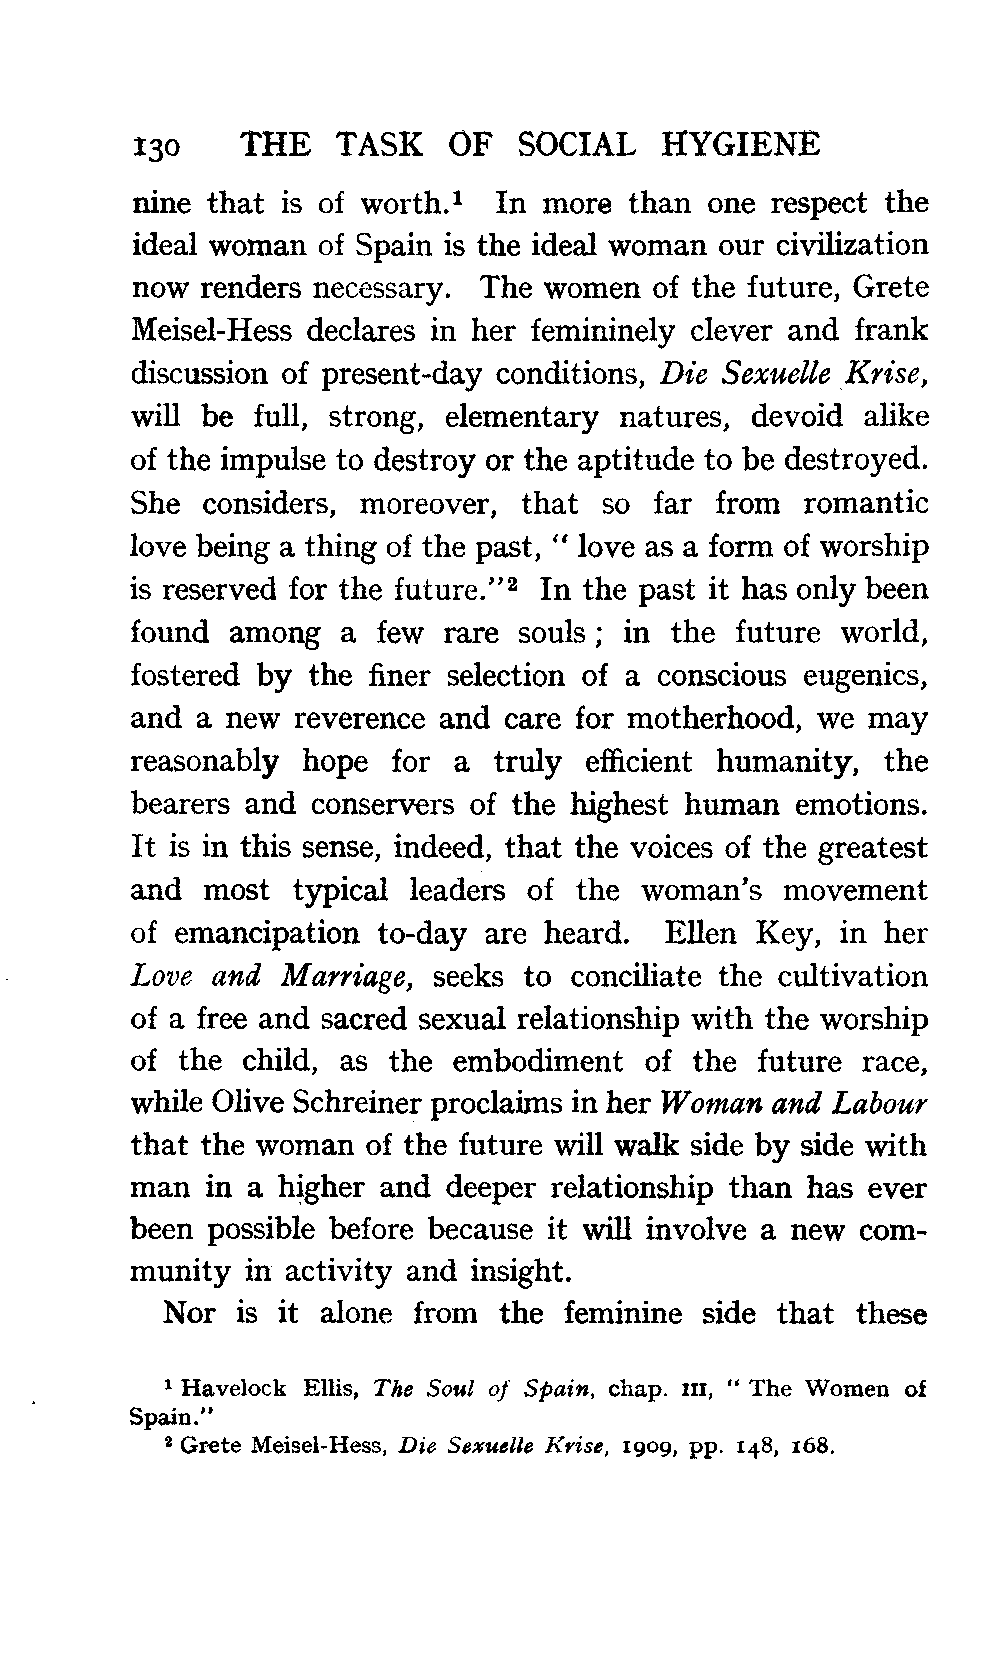 130 THE TASK OF SOCIAL HYGIENE
nine that is of worth.¹ In more than one respect the
ideal woman of Spain is the ideal woman our civilization
now renders necessary. The women of the future, Grete
Meisel-Hess declares in her femininely clever and frank
discussion of present-day conditions, Die Sexuelle Krise,
will be full, strong, elementary natures, devoid alike
of the impulse to destroy or the aptitude to be destroyed.
She considers, moreover, that so far from romantic
love being a thing of the past, " love as a form of worship
is reserved for the future."² In the past it has only been
found among a few rare souls ; in the future world,
fostered by the finer selection of a conscious eugenics,
and a new reverence and care for motherhood, we may
reasonably hope for a truly efficient humanity, the
bearers and conservers of the highest human emotions.
It is in this sense, indeed, that the voices of the greatest
and most typical leaders of the woman's movement
of emancipation to-day are heard. Ellen Key, in her
Love and Marriage, seeks to conciliate the cultivation
of a free and sacred sexual relationship with the worship
of the child, as the embodiment of the future race,
while Olive Schreiner proclaims in her Woman and Labour
that the woman of the future will walk side by side with
man in a higher and deeper relationship than has ever
been possible before because it will involve a new com-
munity in activity and insight.
Nor is it alone from the feminine side that these
¹ Havelock Ellis, The Soul of Spain, chap. III, " The Women of
Spain."
² Grete Meisel-Hess, Die Sexuelle Krise, 1909, pp. 148, 168.